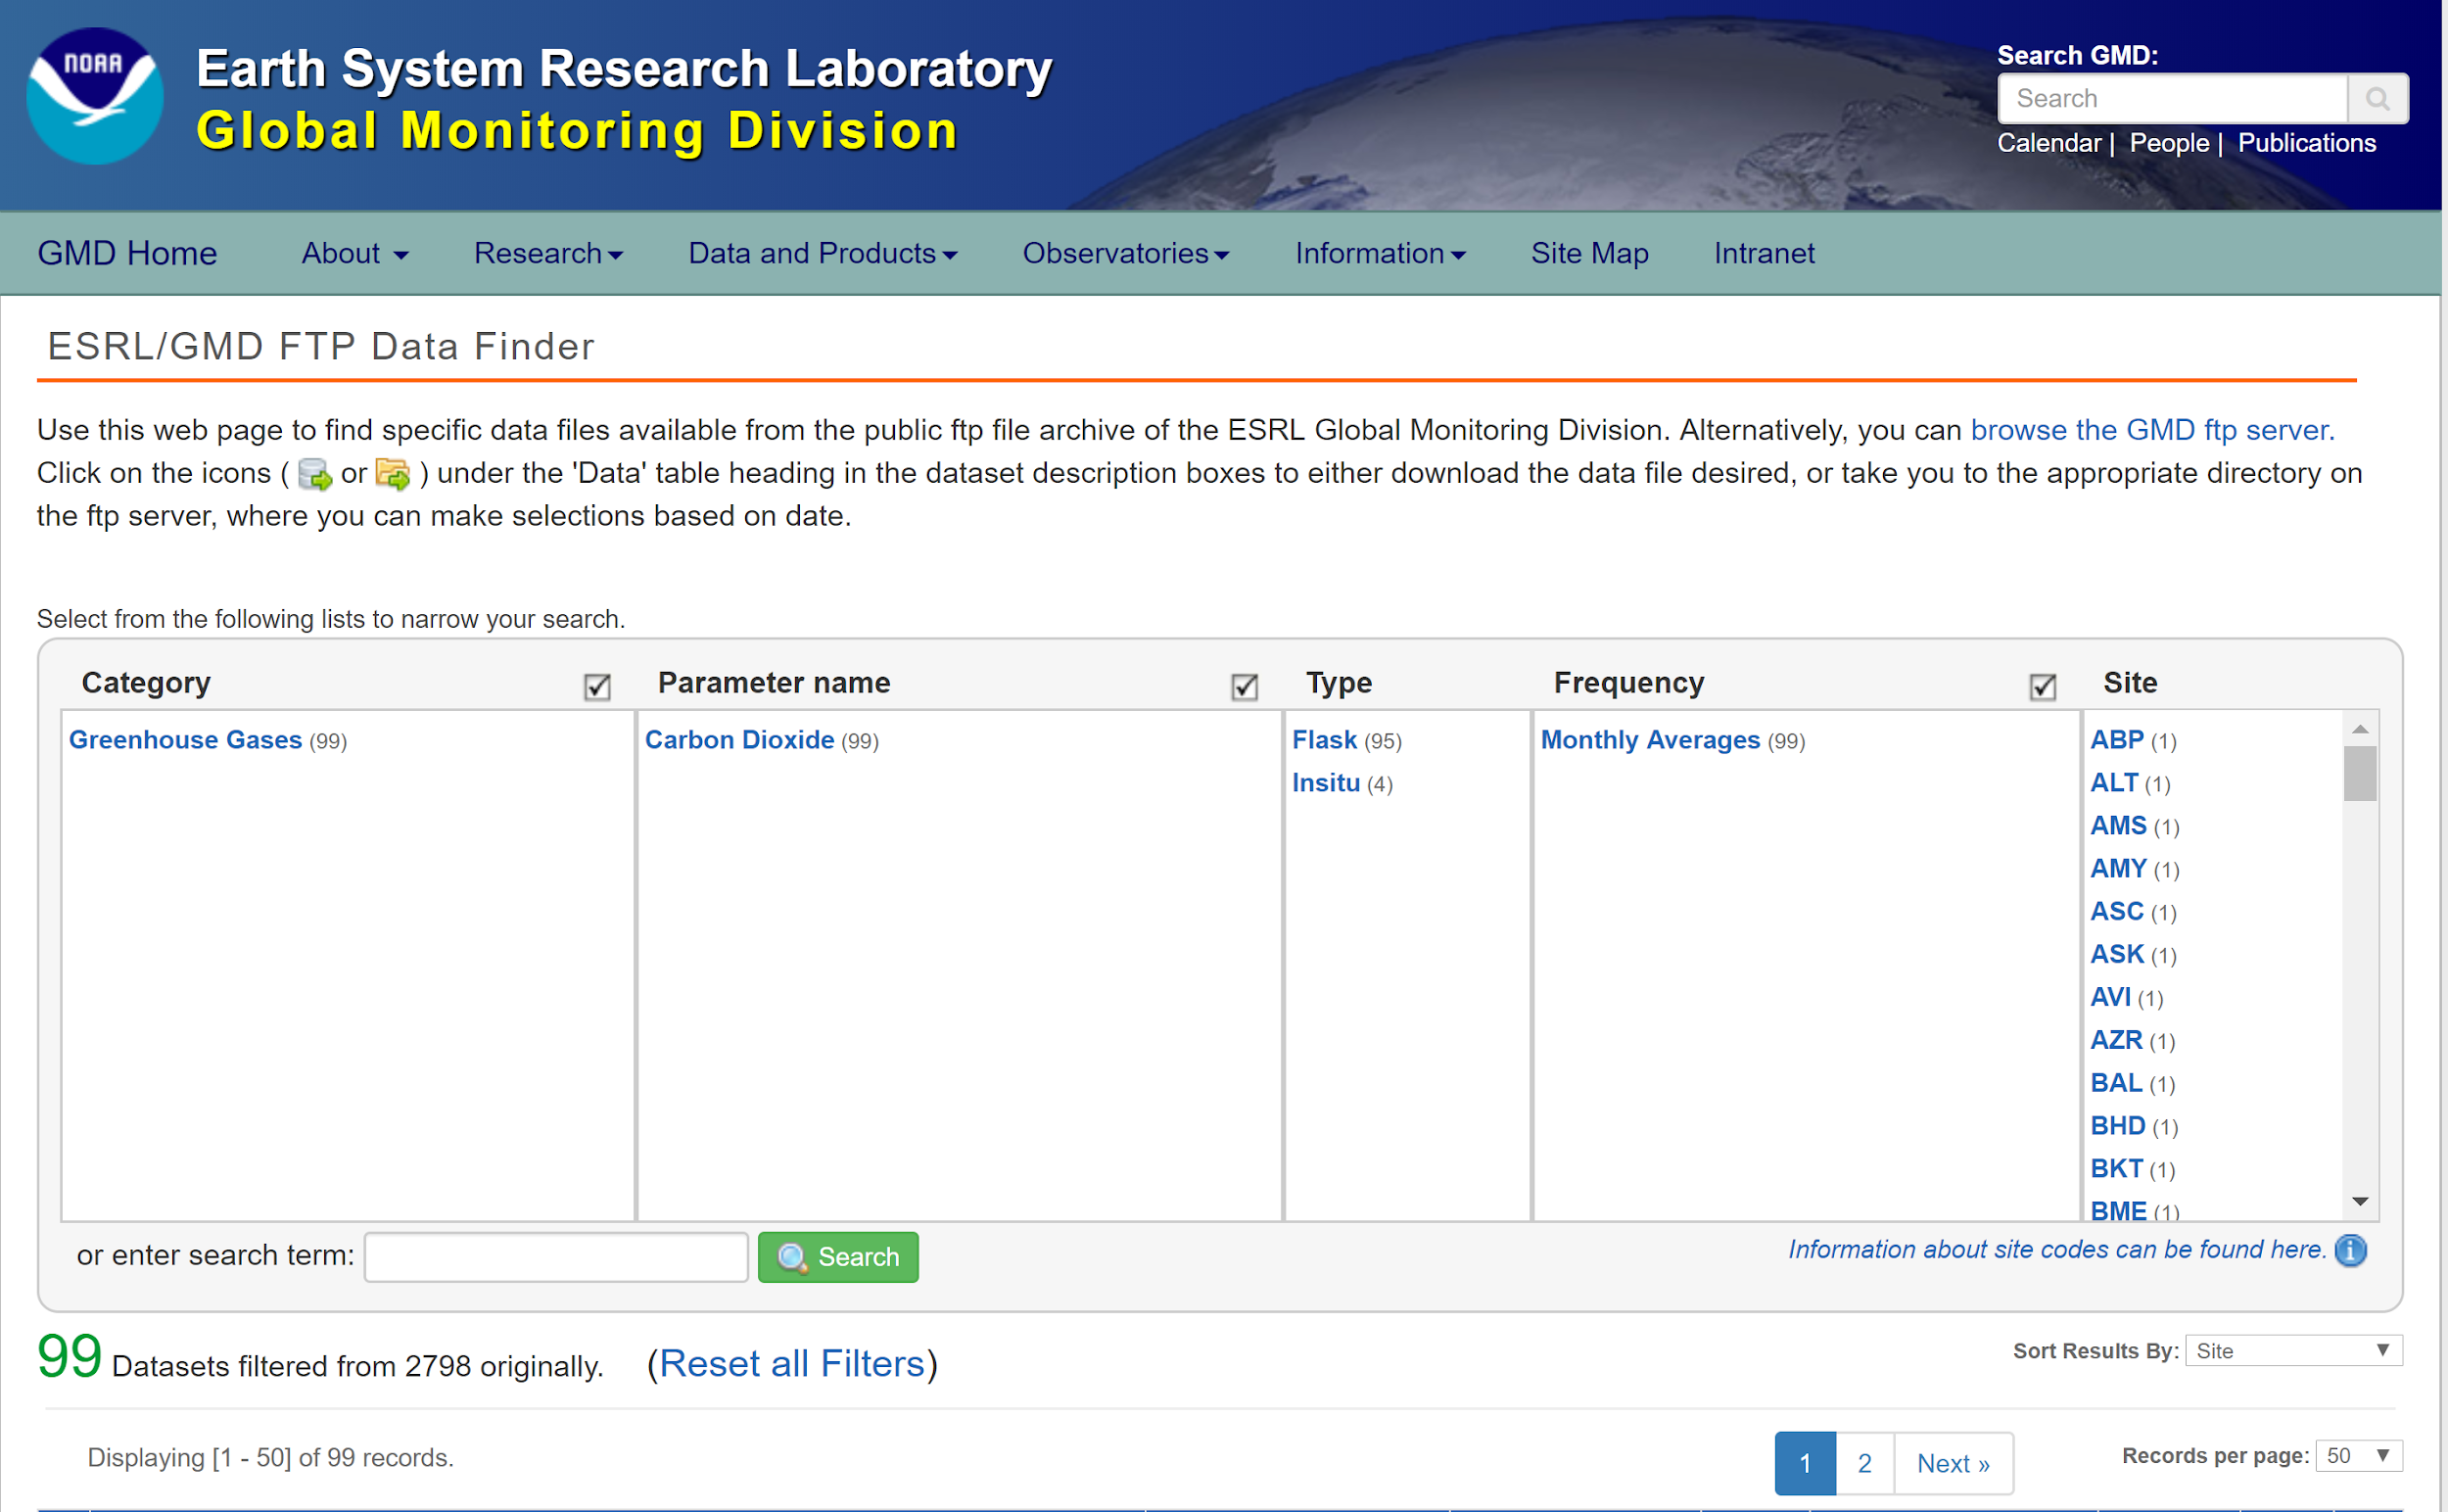 NOAA
Earth System Research Laboratory
Global Monitoring Division
Search GMD:
Search
Calendar | People | Publications
GMD Home About Research Data and Products Observatories Information Site Map Intranet
ESRL/GMD FTP Data Finder
Use this web page to find specific data files available from the public ftp file archive of the ESRL Global Monitoring Division. Alternatively, you can browse the GMD ftp server.
Click on the icons ( or ) under the 'Data' table heading in the dataset description boxes to either download the data file desired, or take you to the appropriate directory on
the ftp server, where you can make selections based on date.
Select from the following lists to narrow your search.
Category Parameter name Type Frequency Site
Greenhouse Gases (99) Carbon Dioxide (99) Flask (95) Monthly Averages (99) ABP (1)
Insitu (4) ALT (1)
AMS (1)
AMY (1)
ASC (1)
ASK (1)
AVI (1)
AZR (1)
BAL (1)
BHD (1)
BKT (1)
BME (1)
or enter search term: Search Information about site codes can be found here.
99 Datasets filtered from 2798 originally. (Reset all Filters) Sort Results By: Site
Displaying [1 - 50] of 99 records. 1 2 Next » Records per page: 50